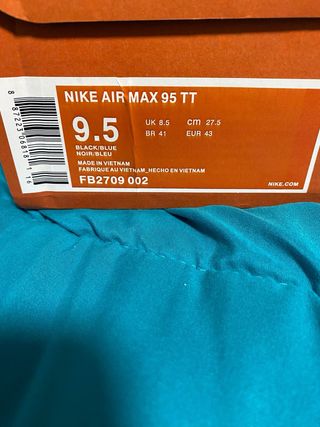 NIKE AIR MAX 95 TT
9.5
UK 8.5 cm 27.5
BR 41 EUR 43
BLACK/BLUE
NOIR/BLEU
MADE IN VIETNAM
FABRIQUE AU VIETNAM_HECHO EN VIETNAM
FB2709 002
NIKE.COM